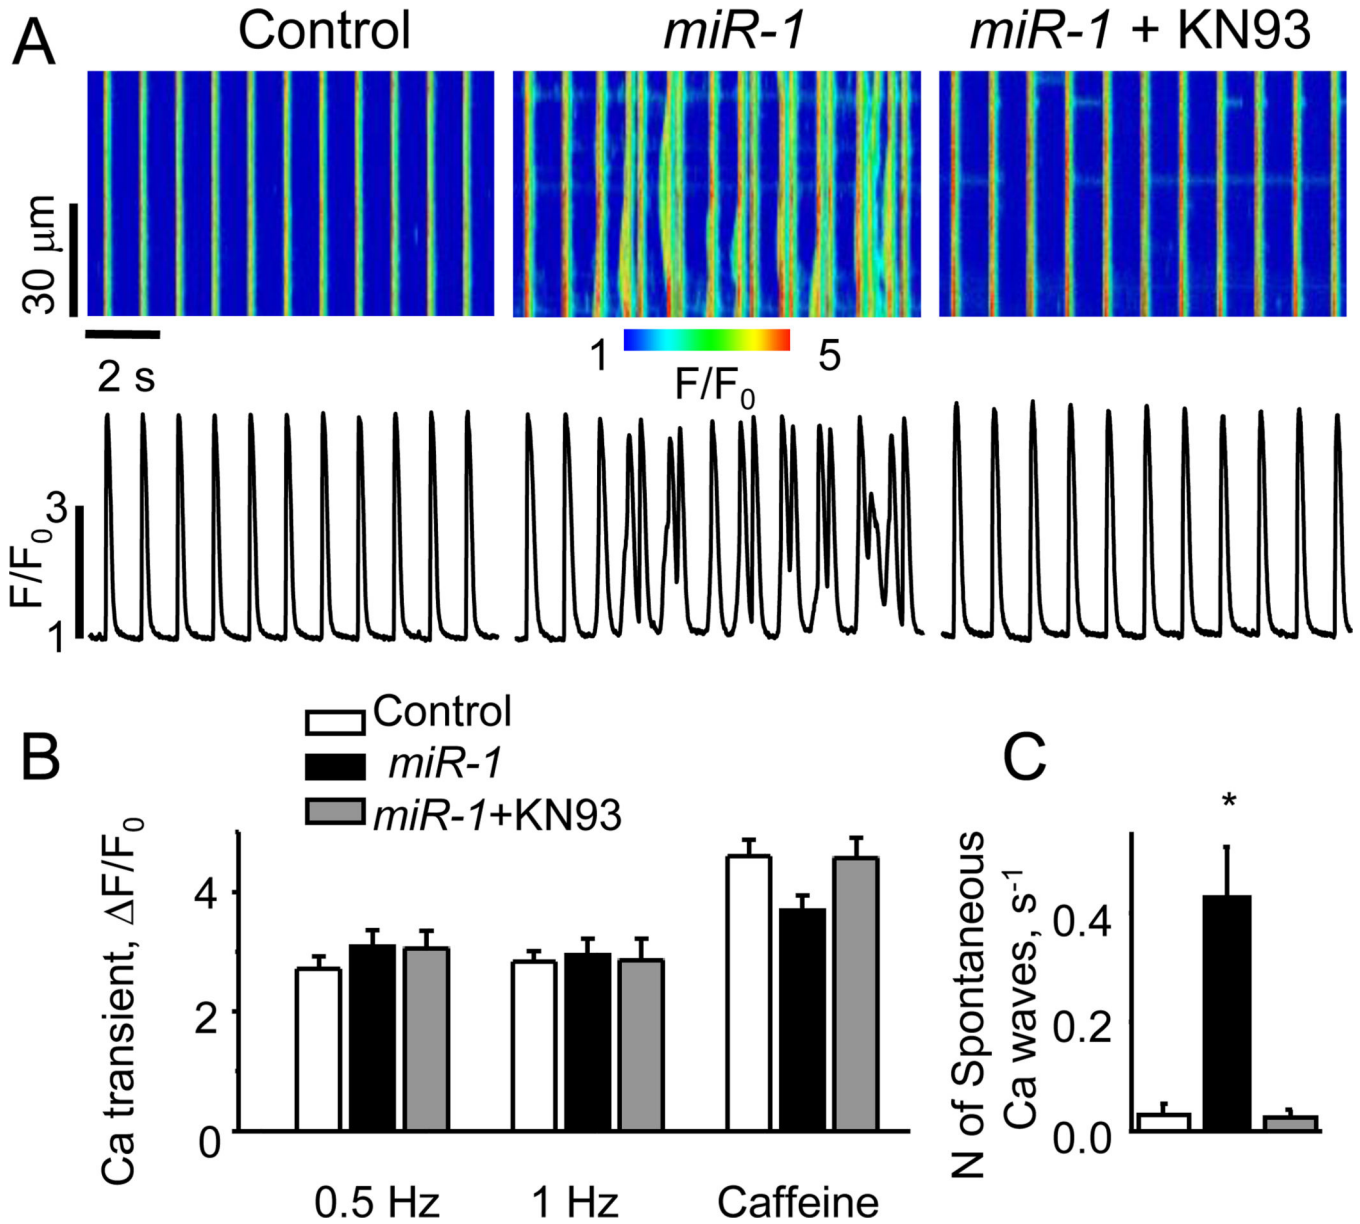 A
Control
miR-1
miR-1 + KN93
30 µm
2 s
1
5
F/F0
3
F/F0
1
B
Control
miR-1
miR-1+KN93
C
*
Ca transient, ΔF/F0
4
2
0
0.5 Hz
1 Hz
Caffeine
N of Spontaneous
Ca waves, s-1
0.4
0.2
0.0